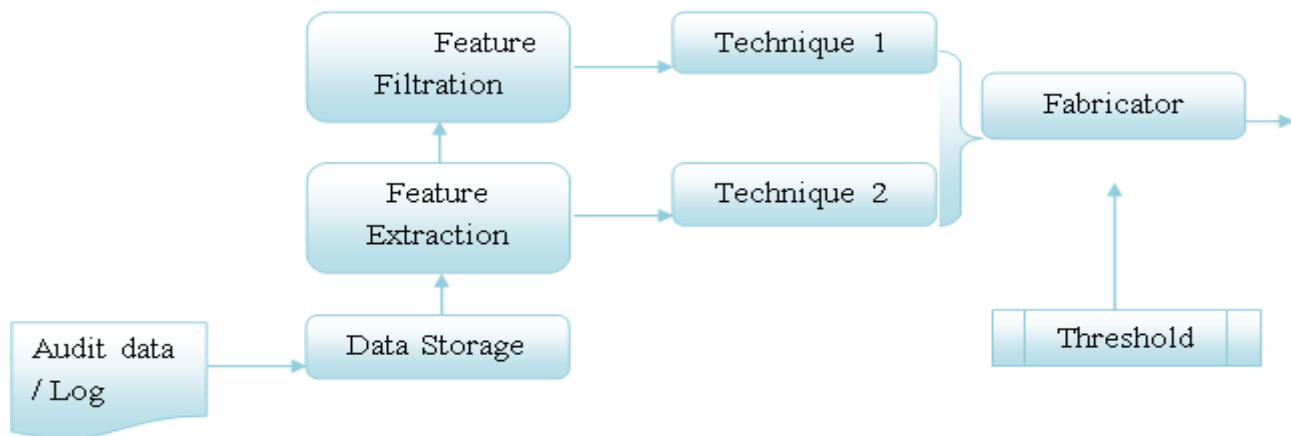 Feature
Filtration
Technique 1
Fabricator
Feature
Extraction
Technique 2
Data Storage
Audit data
/ Log
Threshold